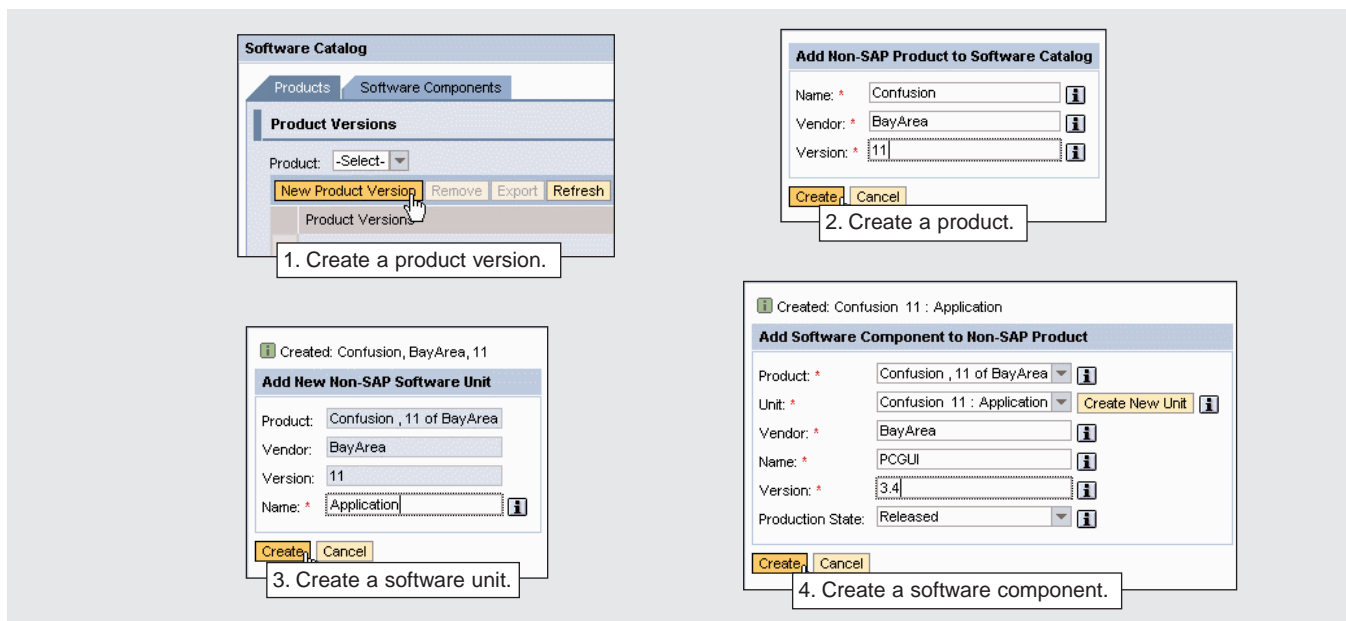 Software Catalog
Products Software Components
Product Versions
Product: -Select-
New Product Version Remove Export Refresh
Product Versions
1. Create a product version.
Add Non-SAP Product to Software Catalog
Name: * Confusion
Vendor: * BayArea
Version: * 11
Create Cancel
2. Create a product.
Created: Confusion, BayArea, 11
Add New Non-SAP Software Unit
Product: Confusion , 11 of BayArea
Vendor: BayArea
Version: 11
Name: * Application
Create Cancel
3. Create a software unit.
Created: Confusion 11 : Application
Add Software Component to Non-SAP Product
Product: * Confusion , 11 of BayArea
Unit: * Confusion 11 : Application Create New Unit
Vendor: * BayArea
Name: * PCGUI
Version: * 3.4
Production State: Released
Create Cancel
4. Create a software component.